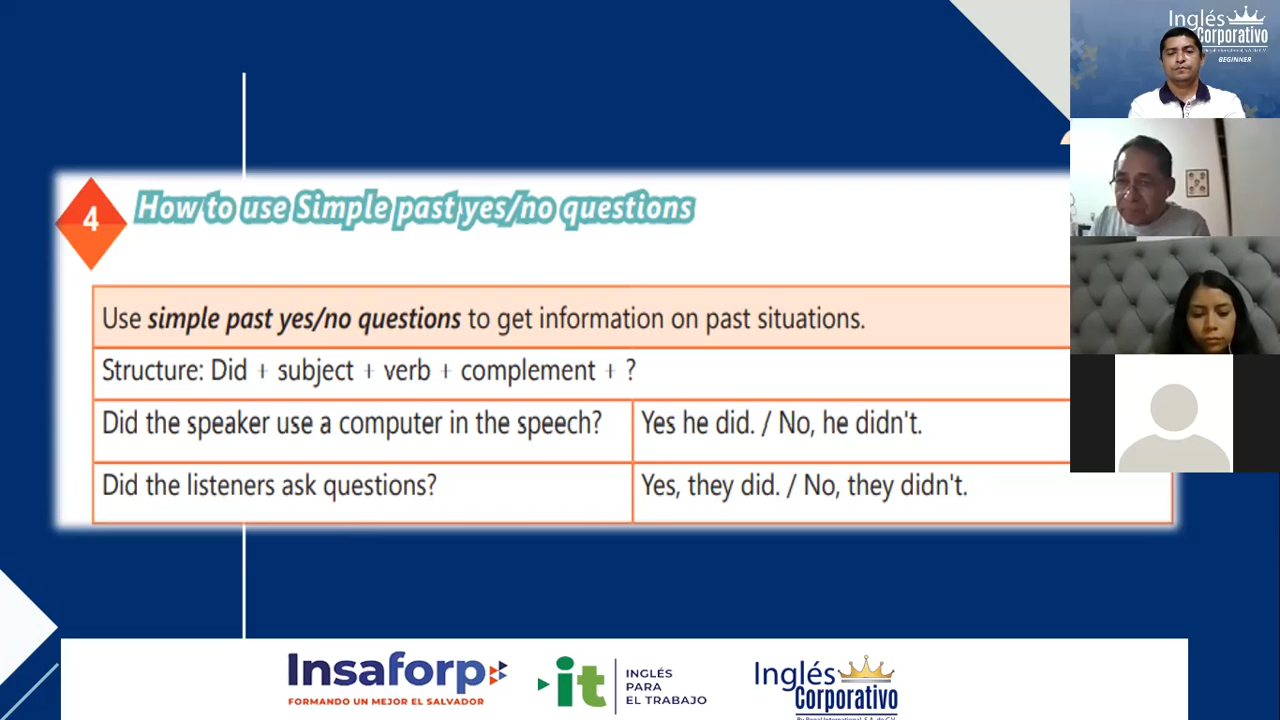 Inglés
Corporativo
BEGINNER
4
How to use Simple past yes/no questions
Use simple past yes/no questions to get information on past situations.
Structure: Did + subject + verb + complement + ?
Did the speaker use a computer in the speech?
Yes he did. / No, he didn't.
Did the listeners ask questions?
Yes, they did. / No, they didn't.
Insaforp
FORMANDO UN MEJOR EL SALVADOR
it
INGLÉS
PARA
EL TRABAJO
Inglés
Corporativo